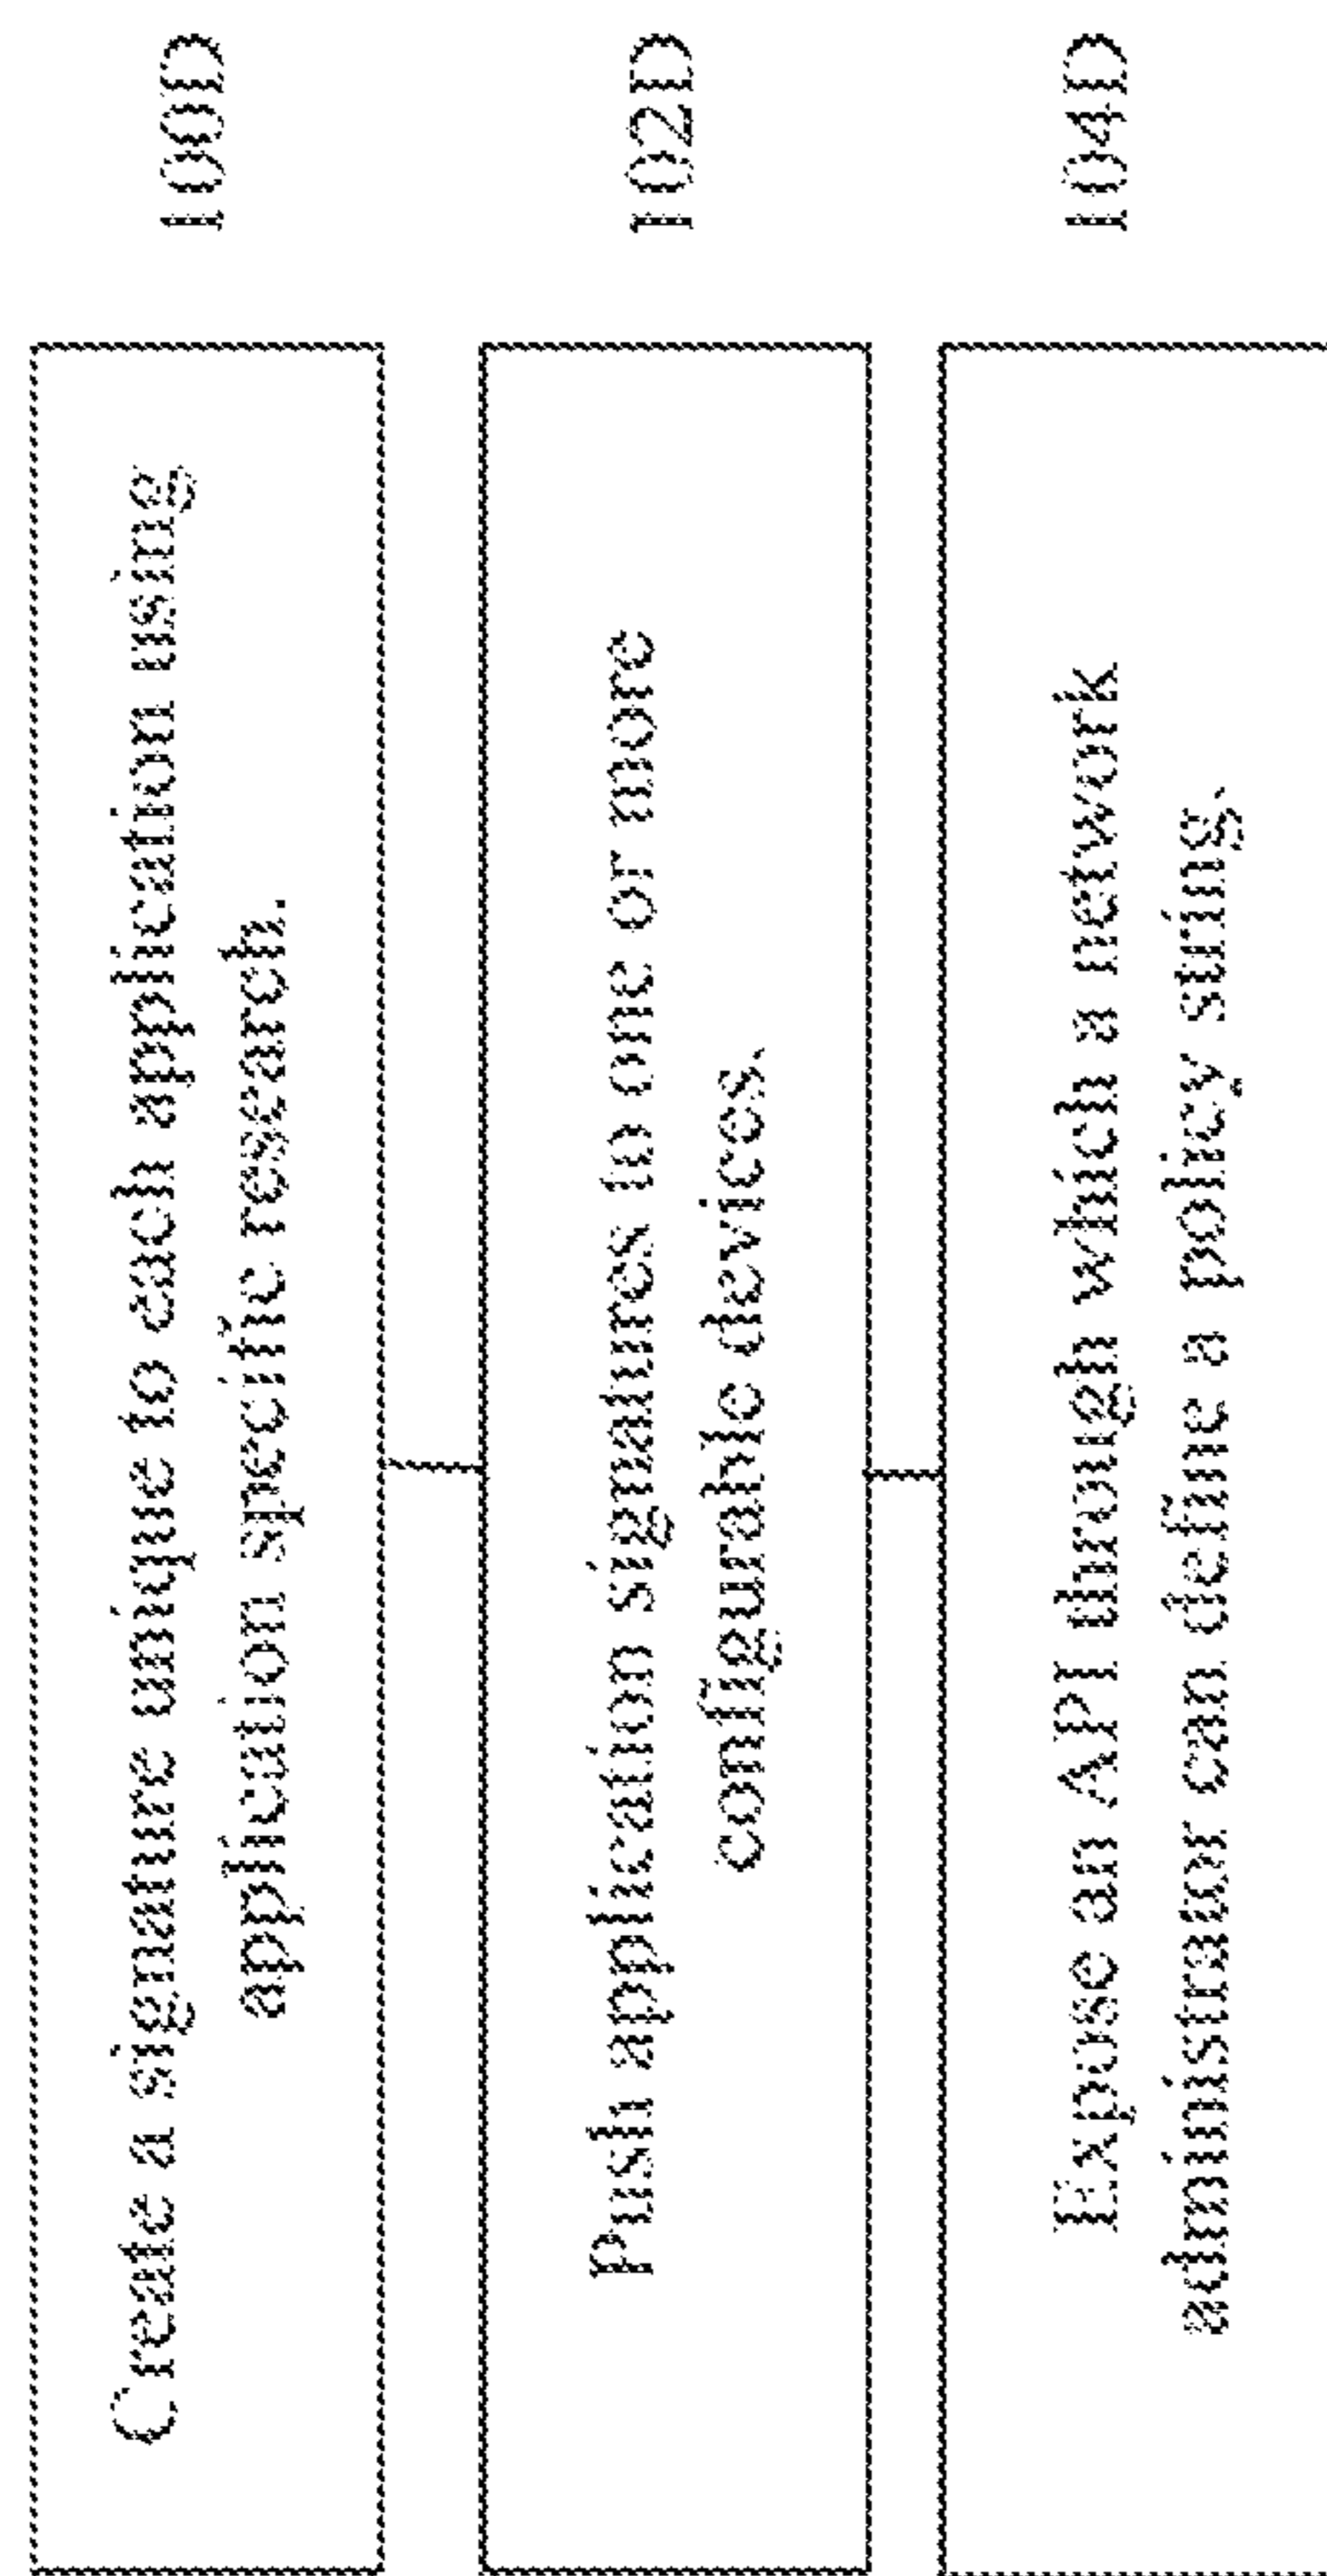 Create a signature unique to each application using
application specific research.
100D
Push application signatures to one or more
configurable devices.
102D
Expose an API through which a network
administrator can define a policy string.
104D